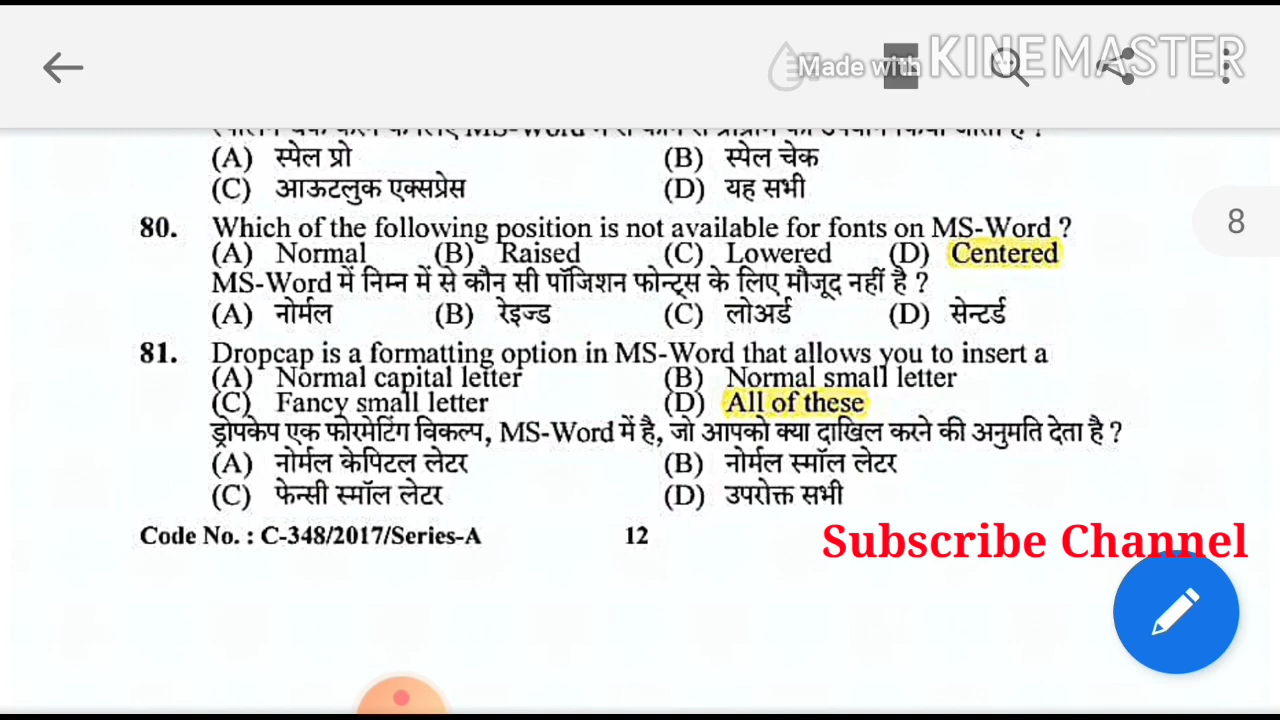 Made with KINEMASTER
8
(A) स्पेल प्रो (B) स्पेल चेक
(C) आऊटलुक एक्सप्रेस (D) यह सभी
80. Which of the following position is not available for fonts on MS-Word ?
(A) Normal (B) Raised (C) Lowered (D) Centered
MS-Word में निम्न में से कौन सी पॉजिशन फोन्ट्स के लिए मौजूद नहीं है ?
(A) नोर्मल (B) रेइज्ड (C) लोअर्ड (D) सेन्टर्ड
81. Dropcap is a formatting option in MS-Word that allows you to insert a
(A) Normal capital letter (B) Normal small letter
(C) Fancy small letter (D) All of these
ड्रोपकेप एक फोरमेटिंग विकल्प, MS-Word में है, जो आपको क्या दाखिल करने की अनुमति देता है ?
(A) नोर्मल केपिटल लेटर (B) नोर्मल स्मॉल लेटर
(C) फेन्सी स्मॉल लेटर (D) उपरोक्त सभी
Code No. : C-348/2017/Series-A 12
Subscribe Channel